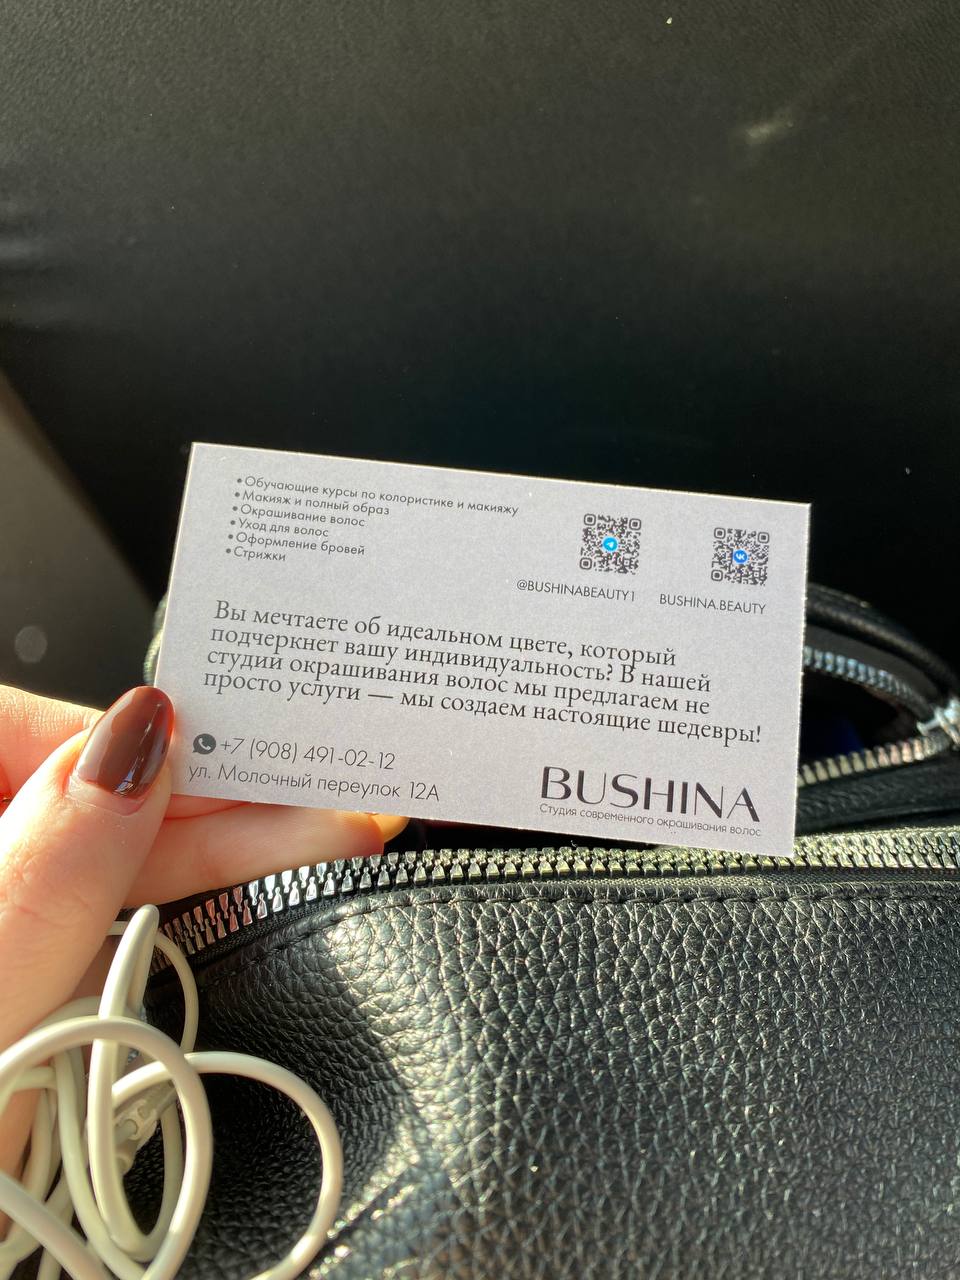 •Обучающие курсы по колористике и макияжу
•Макияж и полный образ
•Окрашивание волос
•Уход для волос
•Оформление бровей
•Стрижки
@BUSHINABEAUTY1
BUSHINA.BEAUTY
Вы мечтаете об идеальном цвете, который
подчеркнет вашу индивидуальность? В нашей
студии окрашивания волос мы предлагаем не
просто услуги — мы создаем настоящие шедевры!
+7 (908) 491-02-12
ул. Молочный переулок 12А
BUSHINA
Студия современного окрашивания волос